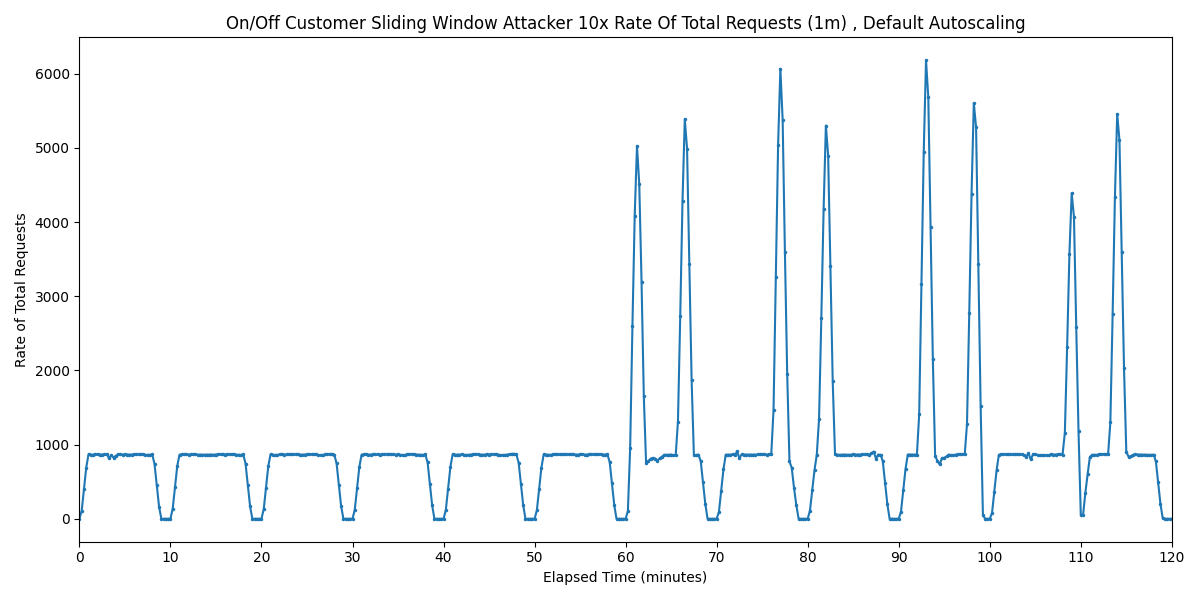 On/Off Customer Sliding Window Attacker 10x Rate Of Total Requests (1m) , Default Autoscaling
Rate of Total Requests
6000
5000
4000
3000
2000
1000
0
0 10 20 30 40 50 60 70 80 90 100 110 120
Elapsed Time (minutes)